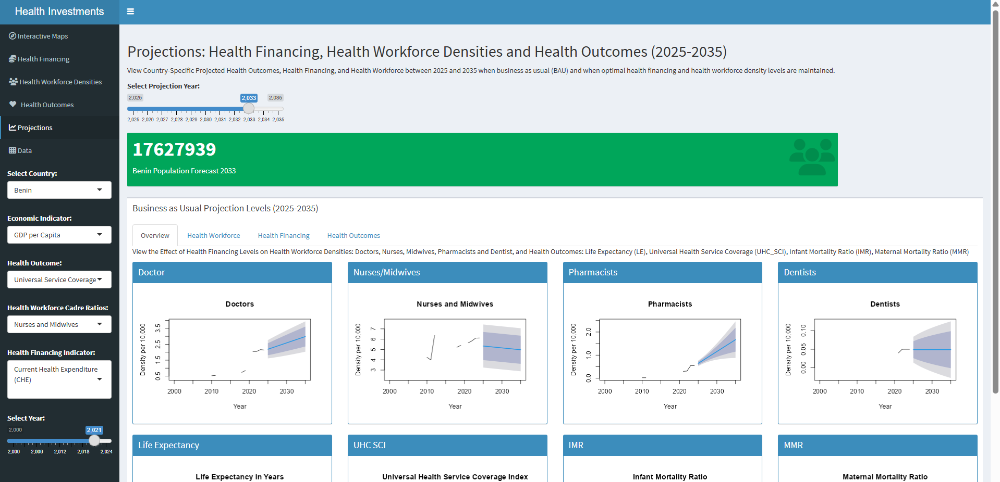 Health Investments
Interactive Maps
Health Financing
Health Workforce Densities
Health Outcomes
Projections
Data
Select Country:
Benin
Economic Indicator:
GDP per Capita
Health Outcome:
Universal Service Coverage
Health Workforce Cadre Ratios:
Nurses and Midwives
Health Financing Indicator:
Current Health Expenditure
(CHE)
Select Year:
2,000
2,021
2,000 2,006 2,012 2,018 2,024
Projections: Health Financing, Health Workforce Densities and Health Outcomes (2025-2035)
View Country-Specific Projected Health Outcomes, Health Financing, and Health Workforce between 2025 and 2035 when business as usual (BAU) and when optimal health financing and health workforce density levels are maintained.
Select Projection Year:
2,025 2,033 2,035
2,025 2,026 2,027 2,028 2,029 2,030 2,031 2,032 2,033 2,034 2,035
17627939
Benin Population Forecast 2033
Business as Usual Projection Levels (2025-2035)
Overview Health Workforce Health Financing Health Outcomes
View the Effect of Health Financing Levels on Health Workforce Densities: Doctors, Nurses, Midwives, Pharmacists and Dentist, and Health Outcomes: Life Expectancy (LE), Universal Health Service Coverage (UHC_SCI), Infant Mortality Ratio (IMR), Maternal Mortality Ratio (MMR)
Doctor
Doctors
Density per 10,000
0.5 1.5 2.5 3.5
2000 2010 2020 2030
Year
Nurses/Midwives
Nurses and Midwives
Density per 10,000
3 4 5 6 7
2000 2010 2020 2030
Year
Pharmacists
Pharmacists
Density per 10,000
0.0 1.0 2.0
2000 2010 2020 2030
Year
Dentists
Dentists
Density per 10,000
0.00 0.05 0.10
2000 2010 2020 2030
Year
Life Expectancy
Life Expectancy in Years
UHC SCI
Universal Health Service Coverage Index
IMR
Infant Mortality Ratio
MMR
Maternal Mortality Ratio